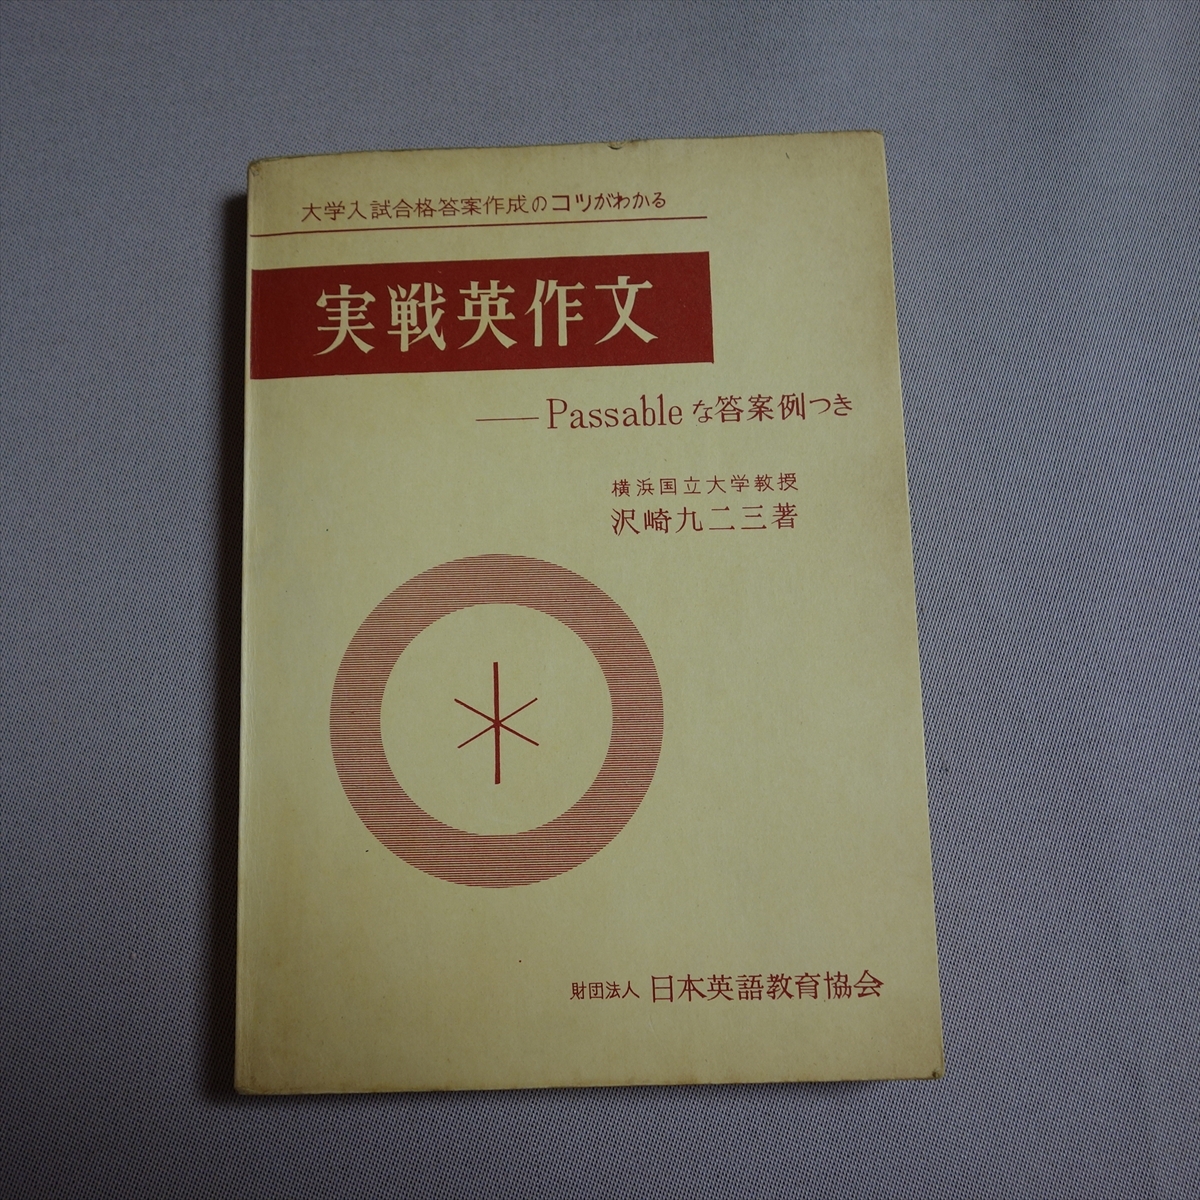 大学入試合格答案作成のコツがわかる
実戦英作文
——Passableな答案例つき
横浜国立大学教授
沢崎九二三著
財団法人 日本英語教育協会